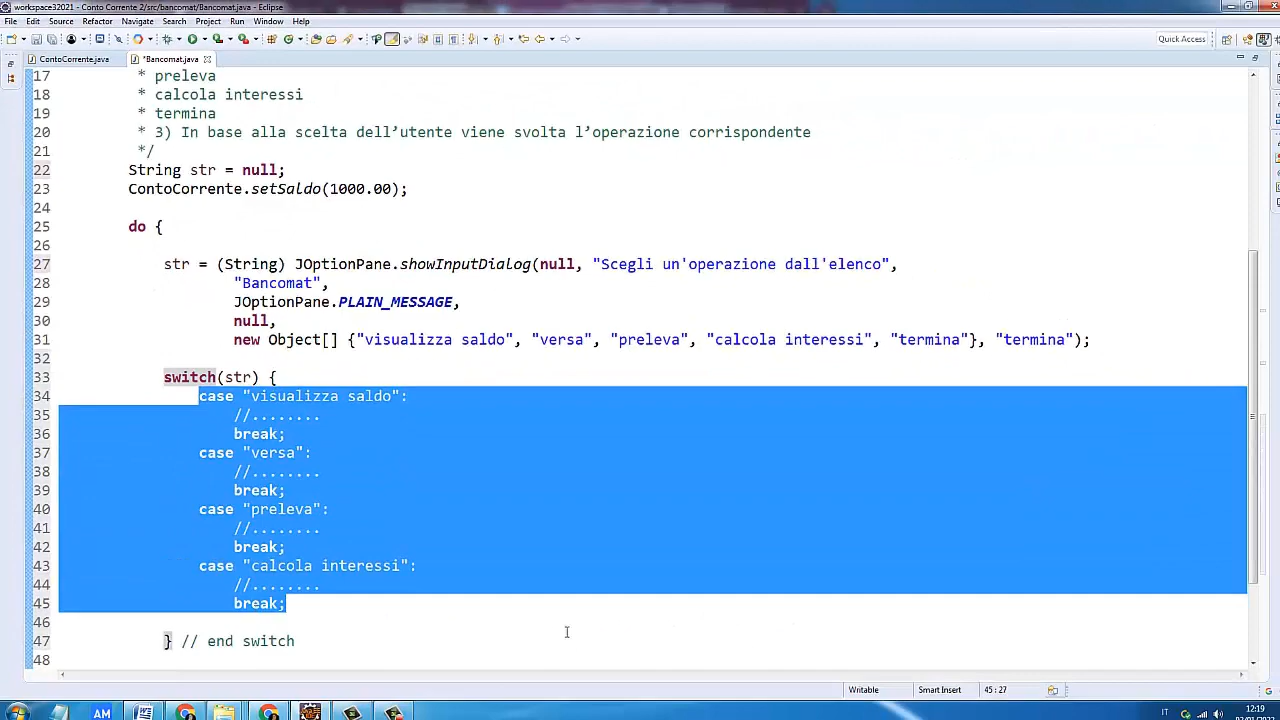 workspace32021 - Conto Corrente 2/src/bancomat/Bancomat.java - Eclipse
File Edit Source Refactor Navigate Search Project Run Window Help
Quick Access
ContoCorrente.java *Bancomat.java
17 * preleva
18 * calcola interessi
19 * termina
20 * 3) In base alla scelta dell’utente viene svolta l’operazione corrispondente
21 */
22 String str = null;
23 ContoCorrente.setSaldo(1000.00);
24
25 do {
26
27 str = (String) JOptionPane.showInputDialog(null, "Scegli un'operazione dall'elenco",
28 "Bancomat",
29 JOptionPane.PLAIN_MESSAGE,
30 null,
31 new Object[] {"visualizza saldo", "versa", "preleva", "calcola interessi", "termina"}, "termina");
32
33 switch(str) {
34 case "visualizza saldo":
35 //........
36 break;
37 case "versa":
38 //........
39 break;
40 case "preleva":
41 //........
42 break;
43 case "calcola interessi":
44 //........
45 break;
46
47 } // end switch
48
Writable Smart Insert 45 : 27
AM IT 12:19